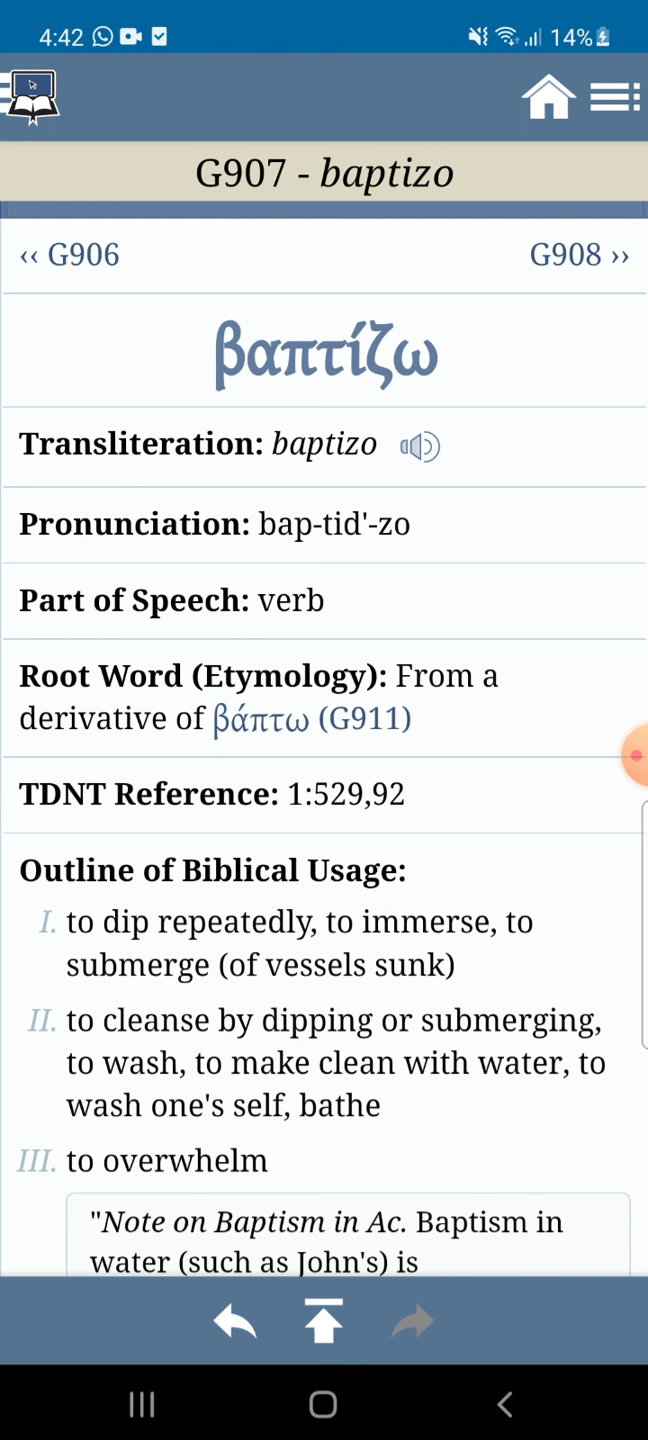 4:42 14%
G907 - baptizo
‹‹ G906 G908 ››
βαπτίζω
Transliteration: baptizo
Pronunciation: bap-tid'-zo
Part of Speech: verb
Root Word (Etymology): From a
derivative of βάπτω (G911)
TDNT Reference: 1:529,92
Outline of Biblical Usage:
I. to dip repeatedly, to immerse, to
submerge (of vessels sunk)
II. to cleanse by dipping or submerging,
to wash, to make clean with water, to
wash one's self, bathe
III. to overwhelm
"Note on Baptism in Ac. Baptism in
water (such as John's) is